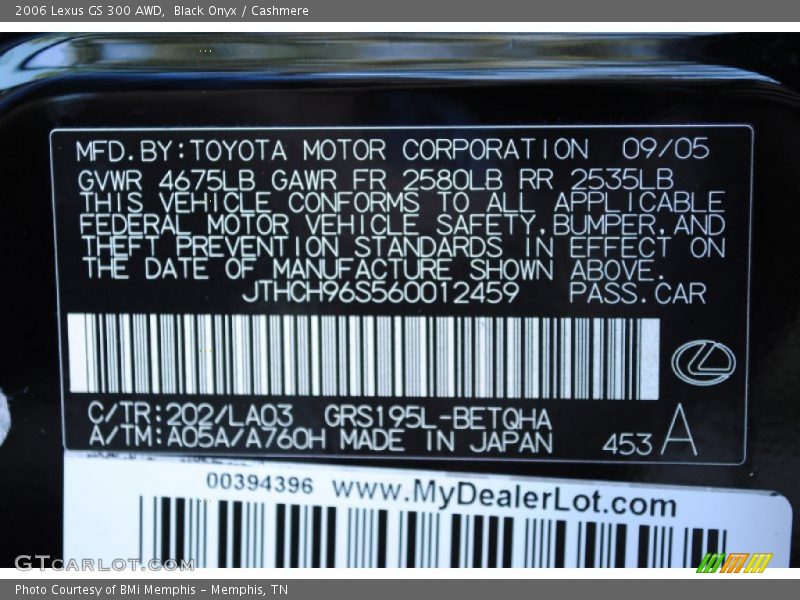 2006 Lexus GS 300 AWD,  Black Onyx / Cashmere
MFD.BY:TOYOTA MOTOR CORPORATION 09/05
GVWR 4675LB GAWR FR 2580LB RR 2535LB
THIS VEHICLE CONFORMS TO ALL APPLICABLE
FEDERAL MOTOR VEHICLE SAFETY,BUMPER,AND
THEFT PREVENTION STANDARDS IN EFFECT ON
THE DATE OF MANUFACTURE SHOWN ABOVE.
JTHCH96S560012459 PASS.CAR
C/TR:202/LA03 GRS195L-BETQHA
A/TM:A05A/A760H MADE IN JAPAN 453 A
00394396 www.MyDealerLot.com
GTCARLOT.COM
Photo Courtesy of BMi Memphis – Memphis, TN